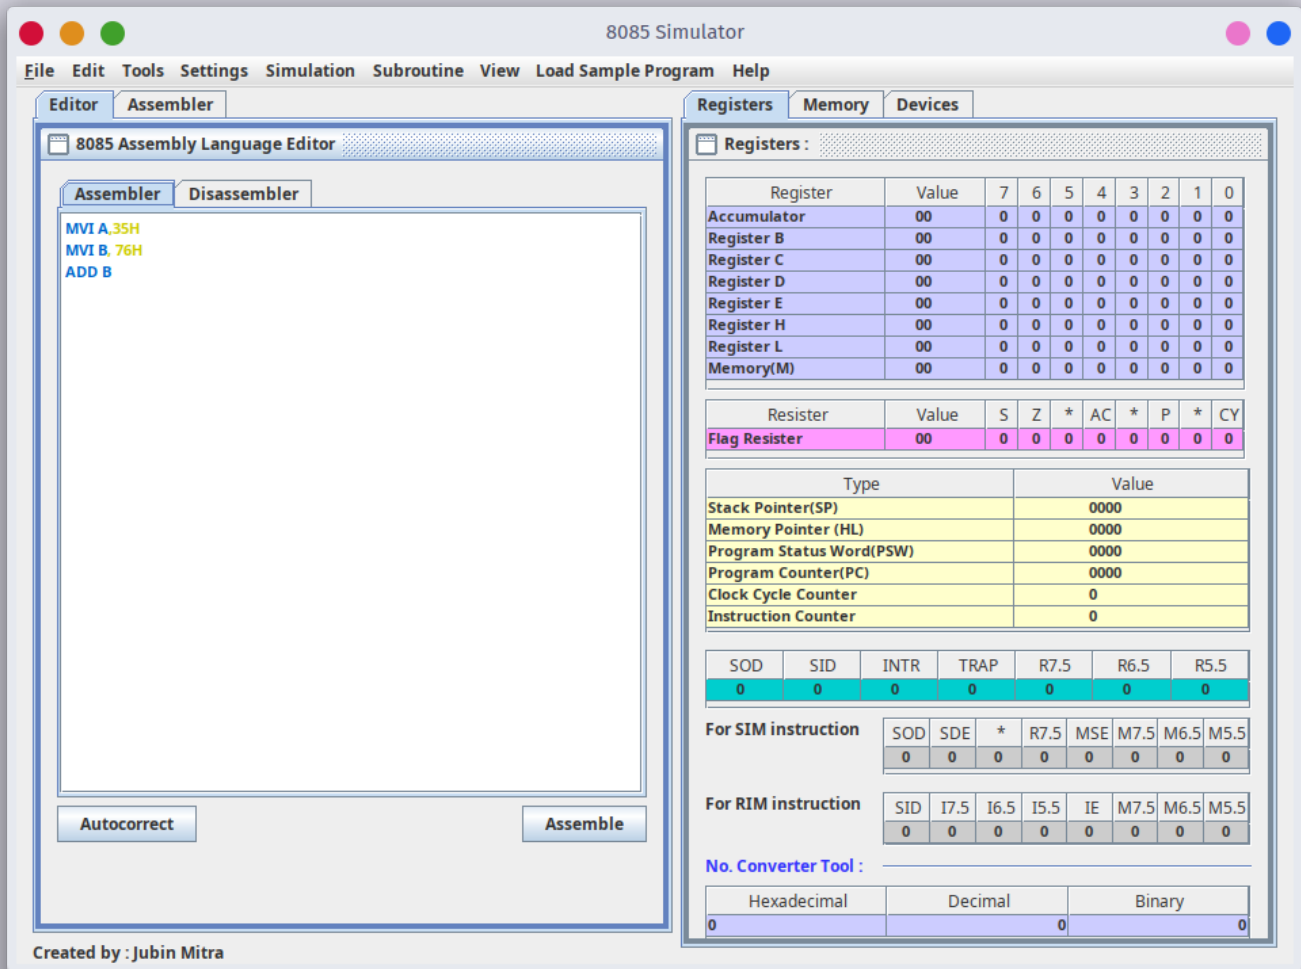 8085 Simulator
File Edit Tools Settings Simulation Subroutine View Load Sample Program Help
Editor Assembler
8085 Assembly Language Editor
Assembler Disassembler
MVI A,35H
MVI B, 76H
ADD B
Autocorrect Assemble
Created by : Jubin Mitra
Registers Memory Devices
Registers :
Register Value 7 6 5 4 3 2 1 0
Accumulator 00 0 0 0 0 0 0 0 0
Register B 00 0 0 0 0 0 0 0 0
Register C 00 0 0 0 0 0 0 0 0
Register D 00 0 0 0 0 0 0 0 0
Register E 00 0 0 0 0 0 0 0 0
Register H 00 0 0 0 0 0 0 0 0
Register L 00 0 0 0 0 0 0 0 0
Memory(M) 00 0 0 0 0 0 0 0 0
Resister Value S Z * AC * P * CY
Flag Resister 00 0 0 0 0 0 0 0 0
Type Value
Stack Pointer(SP) 0000
Memory Pointer (HL) 0000
Program Status Word(PSW) 0000
Program Counter(PC) 0000
Clock Cycle Counter 0
Instruction Counter 0
SOD SID INTR TRAP R7.5 R6.5 R5.5
0 0 0 0 0 0 0
For SIM instruction SOD SDE * R7.5 MSE M7.5 M6.5 M5.5
0 0 0 0 0 0 0 0
For RIM instruction SID I7.5 I6.5 I5.5 IE M7.5 M6.5 M5.5
0 0 0 0 0 0 0 0
No. Converter Tool :
Hexadecimal Decimal Binary
0 0 0